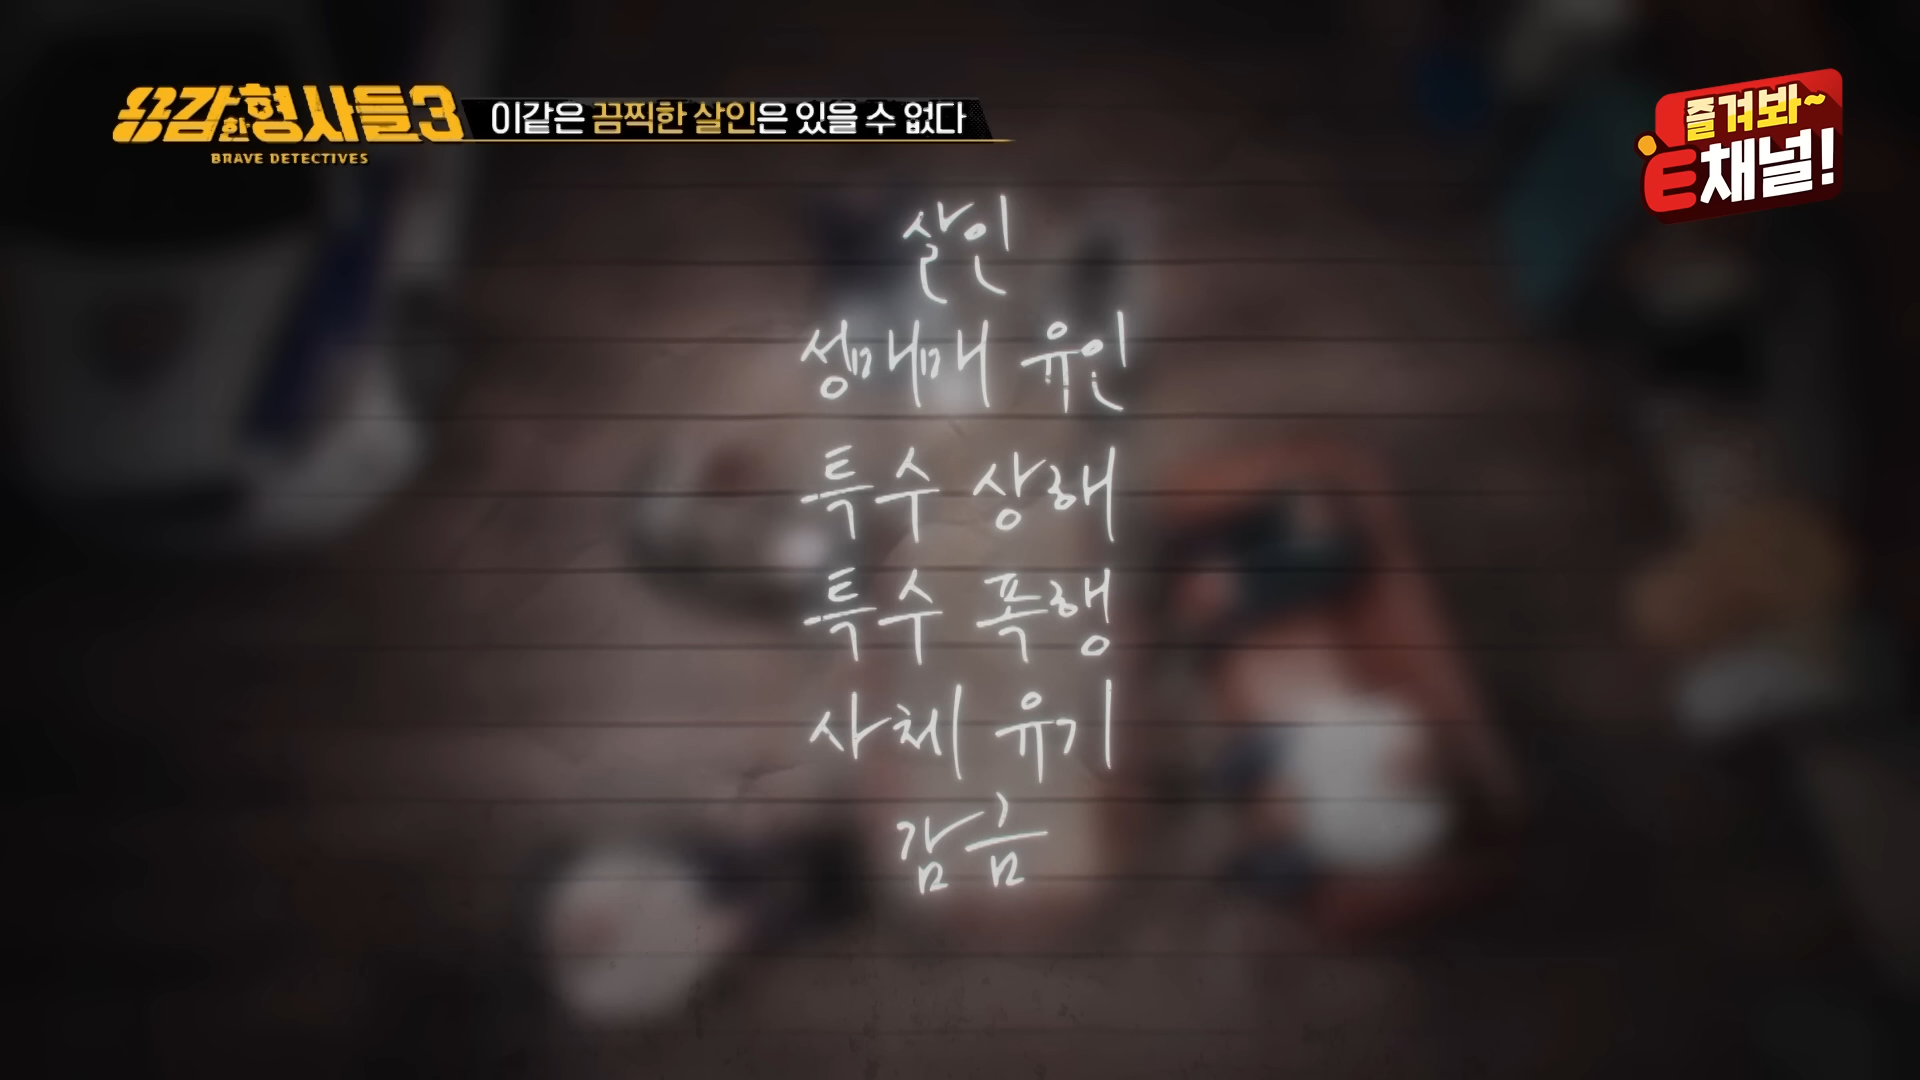 용감한형사들3
BRAVE DETECTIVES
이같은 끔찍한 살인은 있을 수 없다
즐겨봐~
E채널!
살인
성매매 유인
특수 상해
특수 폭행
사체 유기
감금